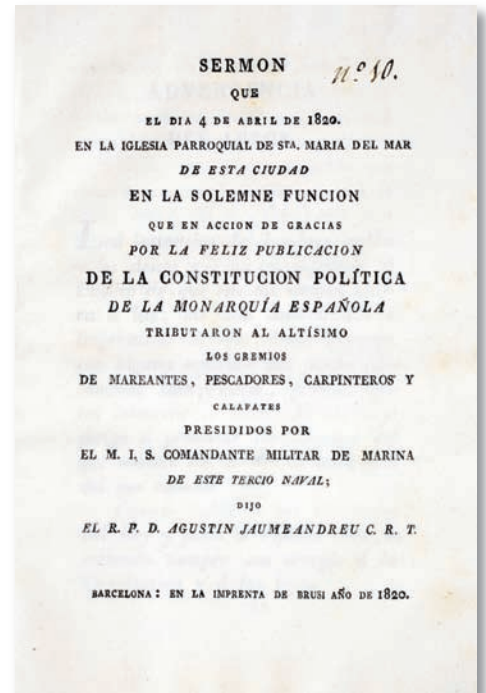 SERMON
nº 10.
QUE
EL DIA 4 DE ABRIL DE 1820.
EN LA IGLESIA PARROQUIAL DE STA. MARIA DEL MAR
DE ESTA CIUDAD
EN LA SOLEMNE FUNCION
QUE EN ACCION DE GRACIAS
POR LA FELIZ PUBLICACION
DE LA CONSTITUCION POLÍTICA
DE LA MONARQUÍA ESPAÑOLA
TRIBUTARON AL ALTÍSIMO
LOS GREMIOS
DE MAREANTES, PESCADORES, CARPINTEROS Y
CALAFATES
PRESIDIDOS POR
EL M. I. S. COMANDANTE MILITAR DE MARINA
DE ESTE TERCIO NAVAL;
DIJO
EL R. P. D. AGUSTIN JAUMEANDREU C. R. T.
BARCELONA: EN LA IMPRENTA DE BRUSI AÑO DE 1820.